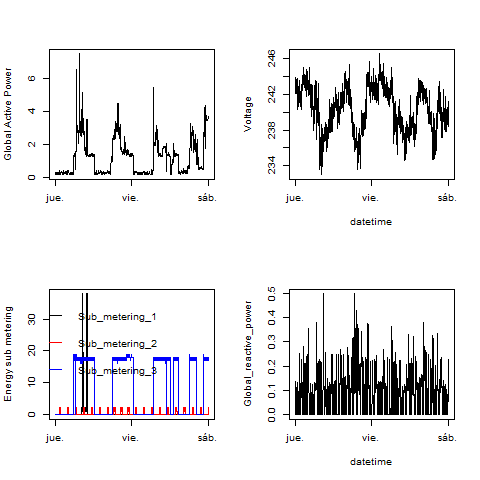 Global Active Power
6
4
2
0
jue. vie. sáb.
Voltage
246
242
238
234
jue. vie. sáb.
datetime
Energy sub metering
30
20
10
0
Sub_metering_1
Sub_metering_2
Sub_metering_3
jue. vie. sáb.
Global_reactive_power
0.5
0.4
0.3
0.2
0.1
0.0
jue. vie. sáb.
datetime